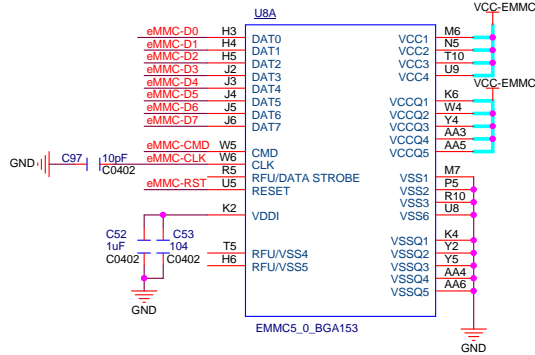 U8A
VCC-EMMC
eMMC-D0 H3 DAT0 VCC1 M6
eMMC-D1 H4 DAT1 VCC2 N5
eMMC-D2 H5 DAT2 VCC3 T10
eMMC-D3 J2 DAT3 VCC4 U9
eMMC-D4 J3 DAT4 VCC-EMMC
eMMC-D5 J4 DAT5 VCCQ1 K6
eMMC-D6 J5 DAT6 VCCQ2 W4
eMMC-D7 J6 DAT7 VCCQ3 Y4
VCCQ4 AA3
eMMC-CMD W5 CMD VCCQ5 AA5
GND C97 10pF C0402 eMMC-CLK W6 CLK
R5 RFU/DATA STROBE VSS1 M7
eMMC-RST U5 RESET VSS2 P5
VSS3 R10
K2 VDDI VSS6 U8
C52 C53
1uF 104
C0402 C0402
VSSQ1 K4
T5 RFU/VSS4 VSSQ2 Y2
H6 RFU/VSS5 VSSQ3 Y5
VSSQ4 AA4
VSSQ5 AA6
GND
EMMC5_0_BGA153
GND